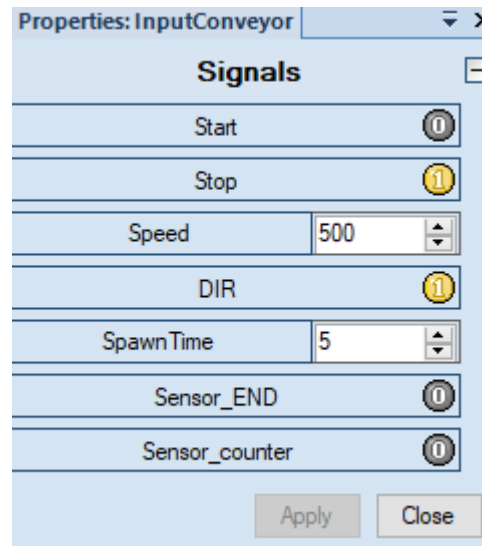 Properties: InputConveyor
Signals
Start 0
Stop 1
Speed 500
DIR 1
SpawnTime 5
Sensor_END 0
Sensor_counter 0
Apply Close